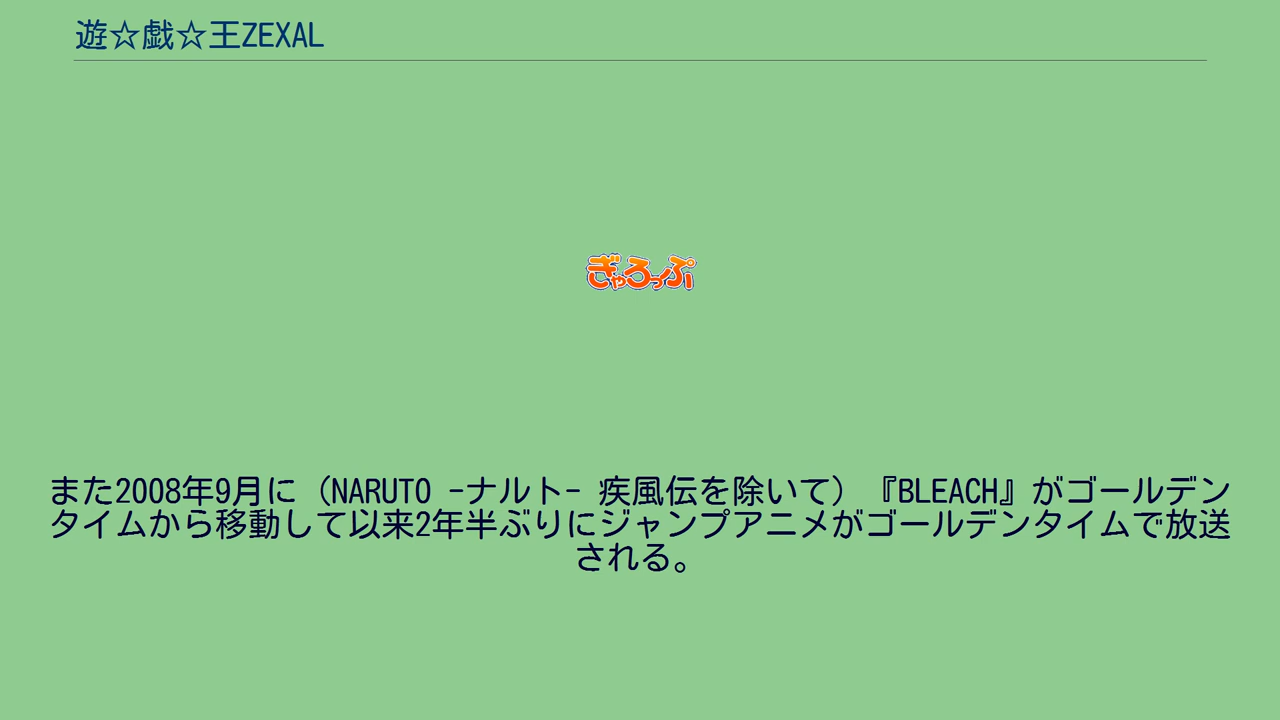 遊☆戯☆王ZEXAL
ぎゃろっぷ
また2008年9月に（NARUTO -ナルト- 疾風伝を除いて）『BLEACH』がゴールデン
タイムから移動して以来2年半ぶりにジャンプアニメがゴールデンタイムで放送
される。